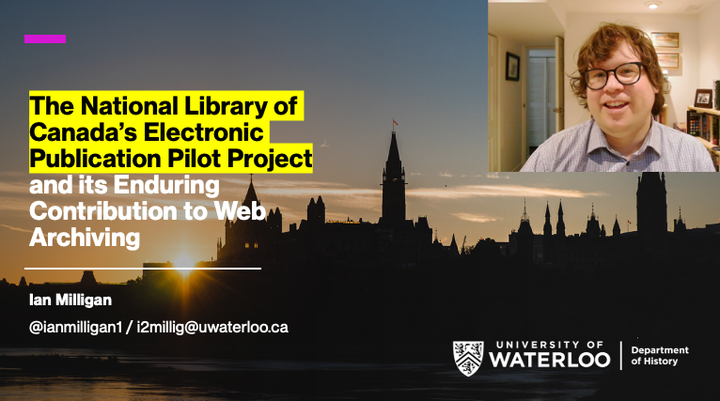 The National Library of
Canada's Electronic
Publication Pilot Project
and its Enduring
Contribution to Web
Archiving
Ian Milligan
@ianmilligan1 / i2millig@uwaterloo.ca
UNIVERSITY OF
WATERLOO
Department
of History